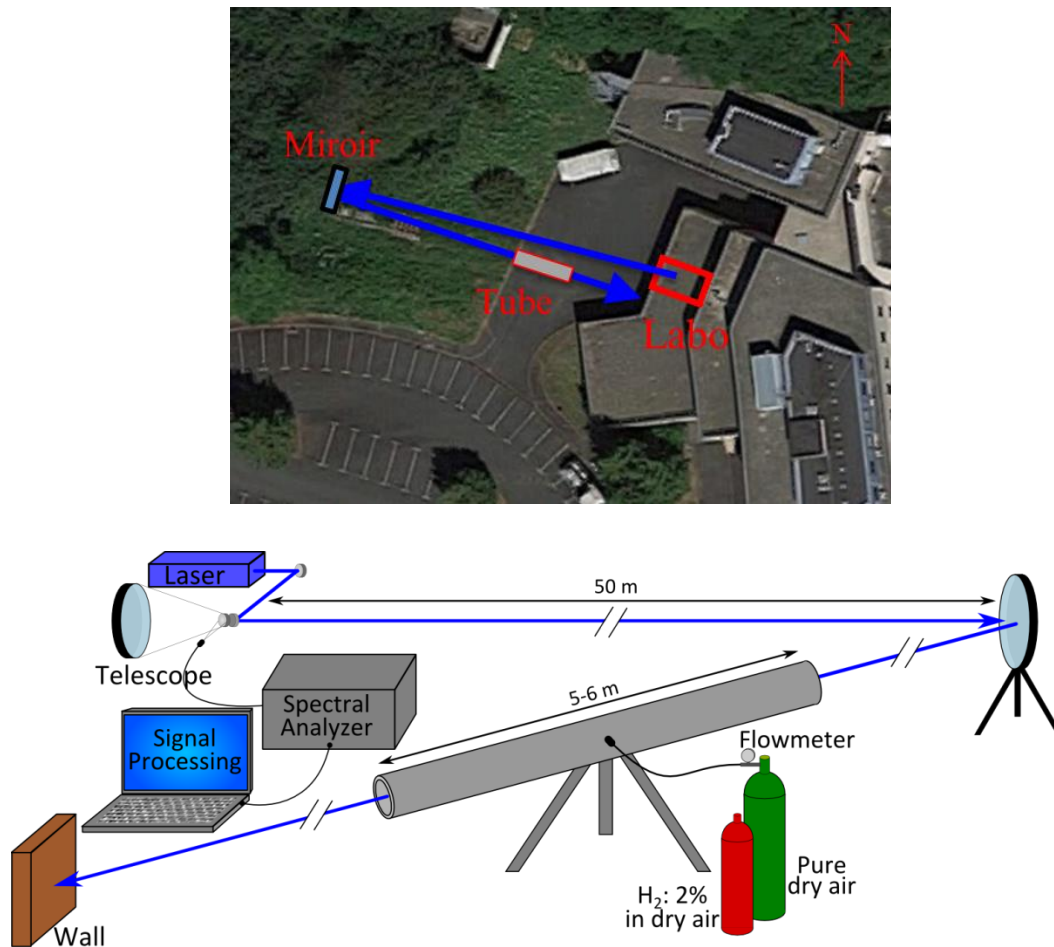 N
Miroir
Tube
Labo
Laser
50 m
Telescope
5-6 m
Spectral
Analyzer
Signal
Processing
Flowmeter
Wall
H₂: 2%
in dry air
Pure
dry air